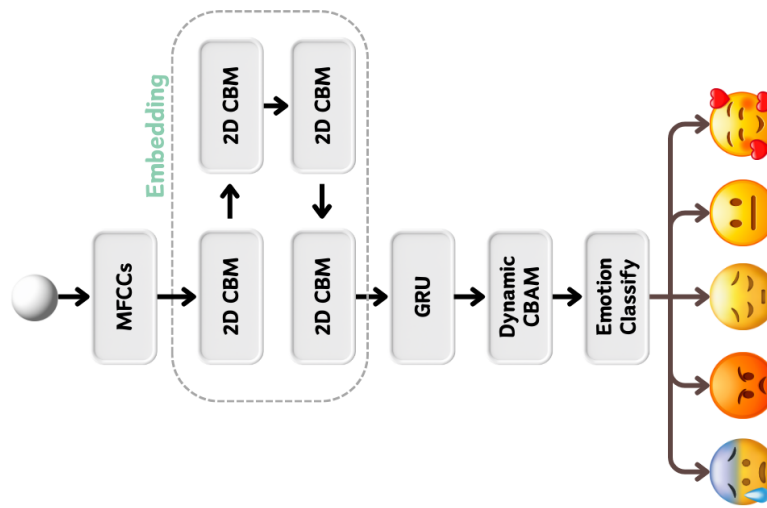 Embedding
MFCCs
2D CBM
2D CBM
2D CBM
2D CBM
GRU
Dynamic
CBAM
Emotion
Classify